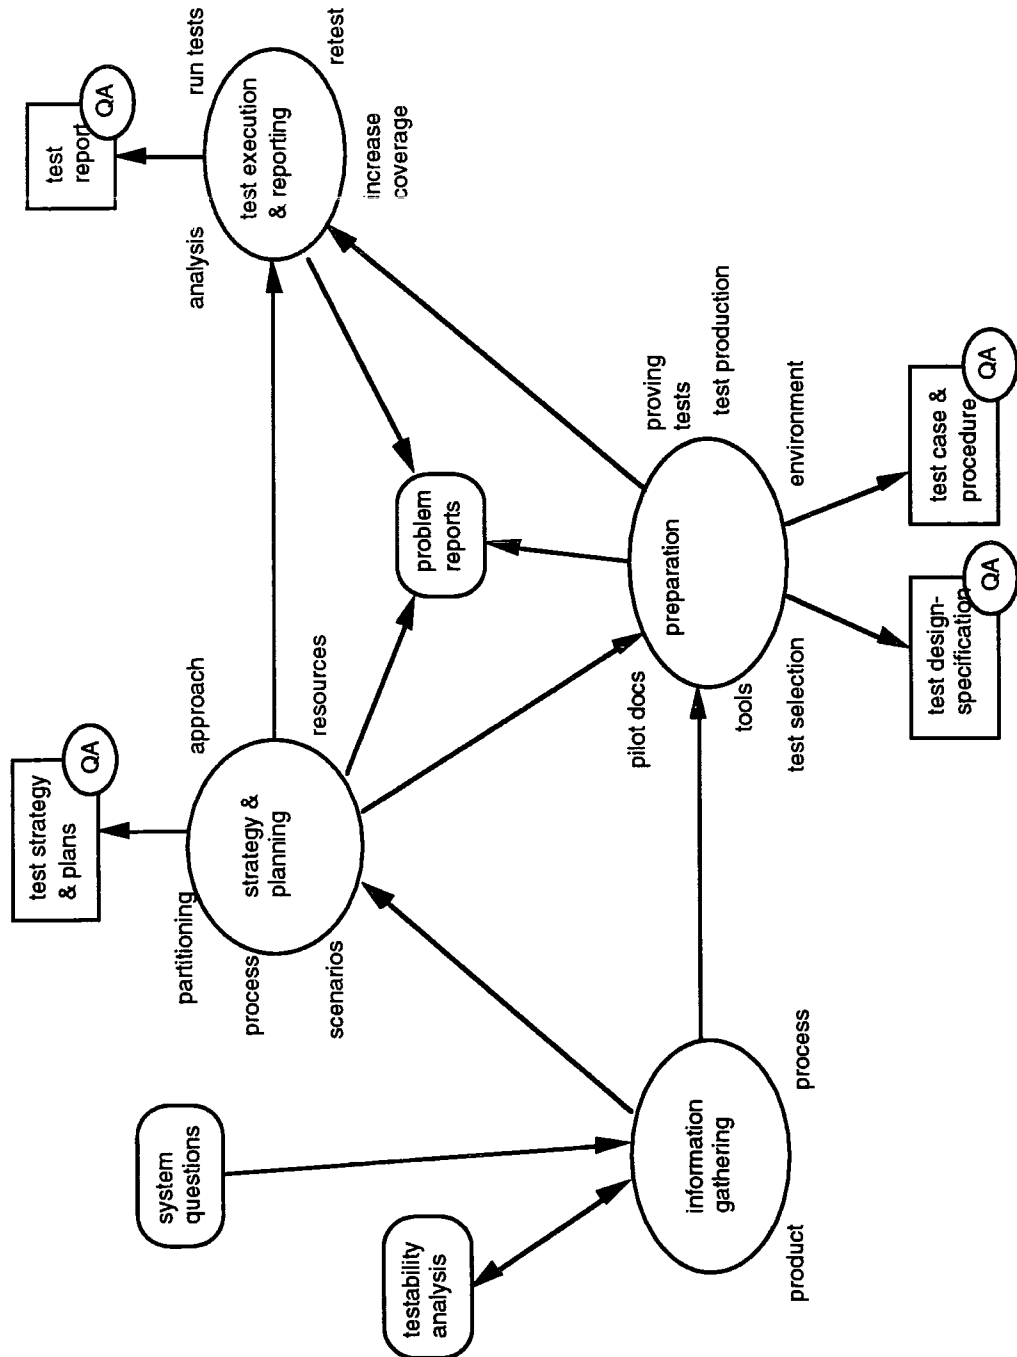 test strategy
& plans
QA
test
report
QA
partitioning
approach
analysis
run tests
system
questions
process
strategy &
planning
test execution
& reporting
scenarios
resources
increase
coverage
retest
testability
analysis
problem
reports
pilot docs
proving
tests
test production
information
gathering
preparation
product
process
tools
test selection
environment
test design-
specification
QA
test case &
procedure
QA